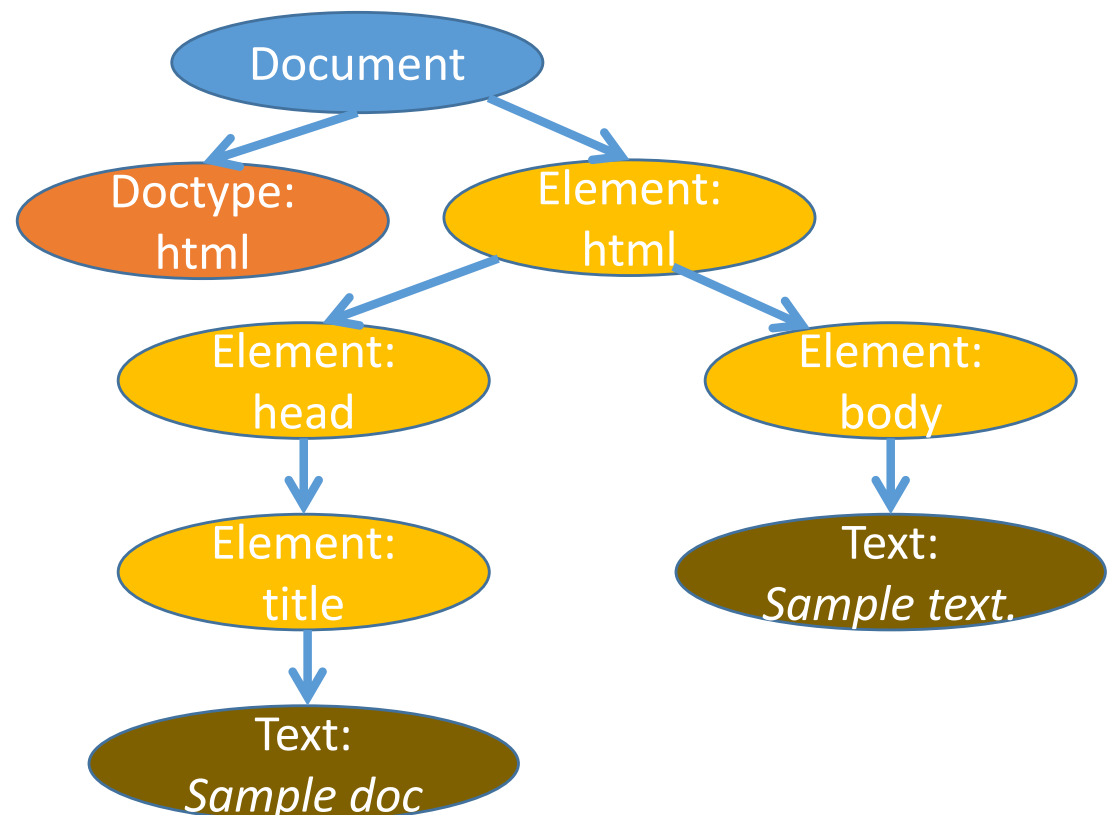 Document
Doctype:
html
Element:
html
Element:
head
Element:
body
Element:
title
Text:
Sample text.
Text:
Sample doc